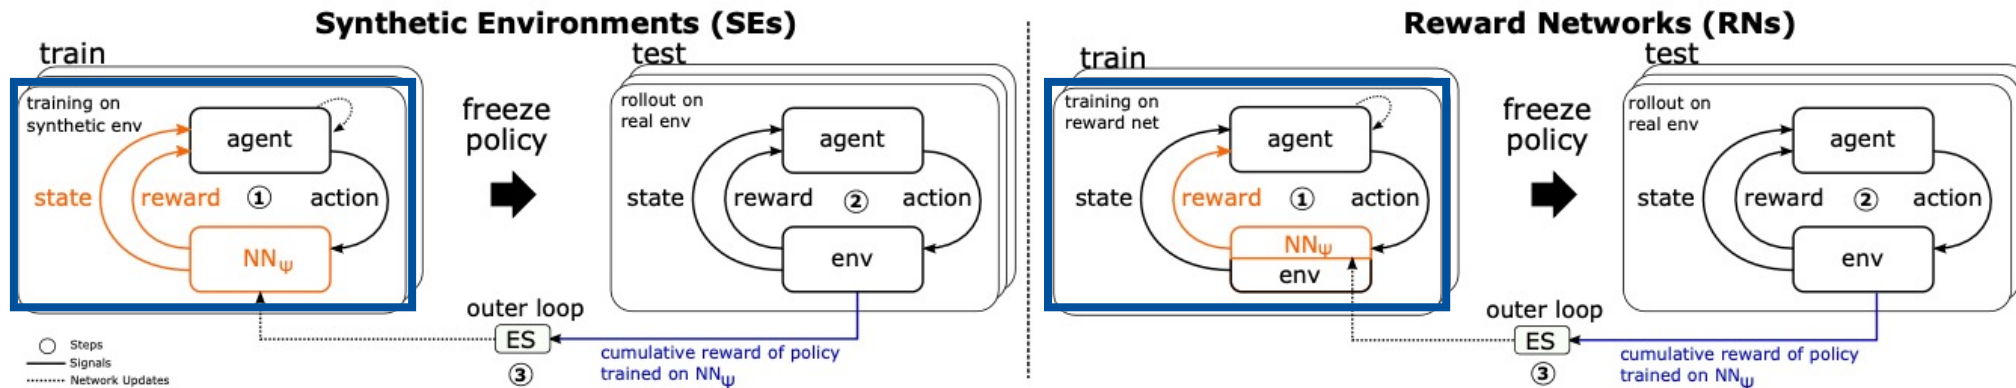 Synthetic Environments (SEs)
train
training on
synthetic env
agent
state
reward
①
action
NNψ
freeze
policy
test
rollout on
real env
agent
state
reward
②
action
env
outer loop
ES
③
cumulative reward of policy
trained on NNψ
Steps
Signals
Network Updates
Reward Networks (RNs)
train
training on
reward net
agent
state
reward
①
action
NNψ
env
freeze
policy
test
rollout on
real env
agent
state
reward
②
action
env
outer loop
ES
③
cumulative reward of policy
trained on NNψ